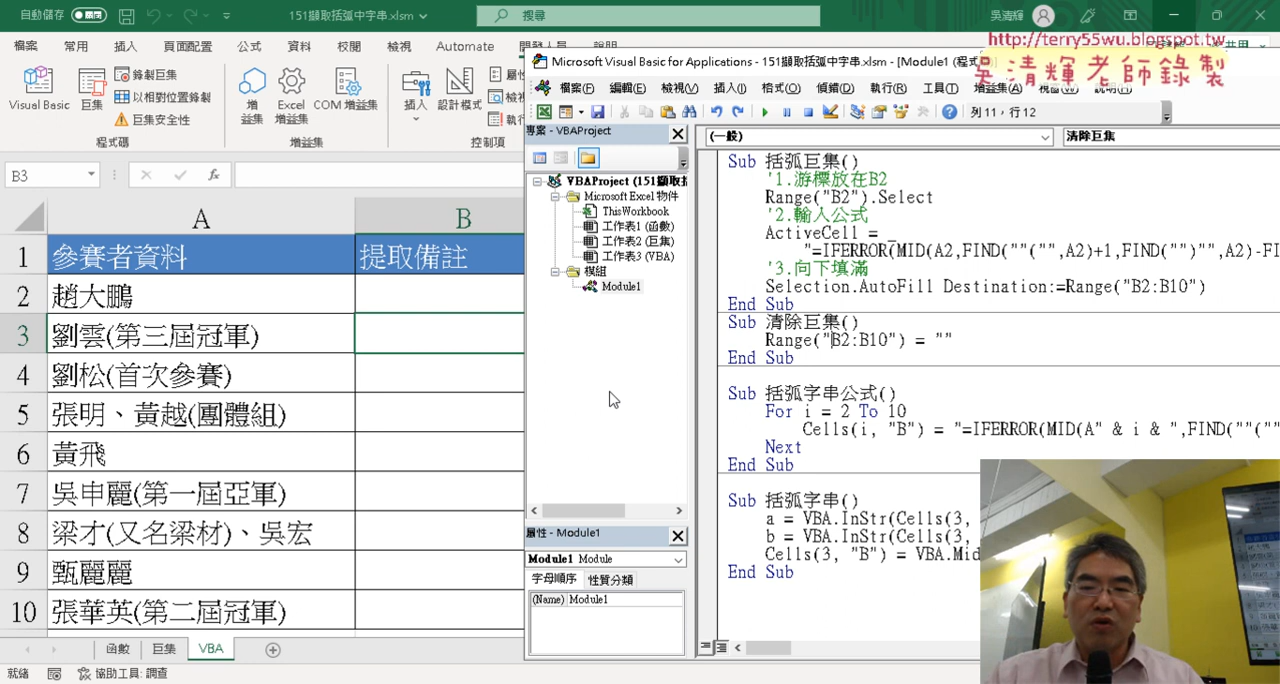 自動儲存 151擷取括弧中字串.xlsm 搜尋 吳清輝
http://terry55wu.blogspot.tw
吳清輝老師錄製
檔案 常用 插入 頁面配置 公式 資料 校閱 檢視 Automate 開發人員 說明
Visual Basic 巨集 錄製巨集 以相對位置錄製 巨集安全性
程式碼
增益集 Excel 增益集 COM 增益集
增益集
插入 設計模式
控制項
B3
A B
1 參賽者資料 提取備註
2 趙大鵬
3 劉雲(第三屆冠軍)
4 劉松(首次參賽)
5 張明、黃越(團體組)
6 黃飛
7 吳申麗(第一屆亞軍)
8 梁才(又名梁材)、吳宏
9 甄麗麗
10 張華英(第二屆冠軍)
函數 巨集 VBA
就緒 協助工具: 調查
Microsoft Visual Basic for Applications - 151擷取括弧中字串.xlsm - [Module1
檔案(F) 編輯(E) 檢視(V) 插入(I) 格式(O) 偵錯(D) 執行(R) 工具(T) 增益集(A)
列 11，行 12
專案 - VBAProject
VBAProject (151擷取括
Microsoft Excel 物件
ThisWorkbook
工作表1 (函數)
工作表2 (巨集)
工作表3 (VBA)
模組
Module1
屬性 - Module1
Module1 Module
字母順序 性質分類
(Name) Module1
(一般) 清除巨集
Sub 括弧巨集()
'1.游標放在B2
Range("B2").Select
'2.輸入公式
ActiveCell = _
"=IFERROR(MID(A2,FIND(""("",A2)+1,FIND("")"",A2)-FI
'3.向下填滿
Selection.AutoFill Destination:=Range("B2:B10")
End Sub
Sub 清除巨集()
Range("B2:B10") = ""
End Sub
Sub 括弧字串公式()
For i = 2 To 10
Cells(i, "B") = "=IFERROR(MID(A" & i & ",FIND(""(""
Next
End Sub
Sub 括弧字串()
a = VBA.InStr(Cells(3,
b = VBA.InStr(Cells(3,
Cells(3, "B") = VBA.Mid
End Sub